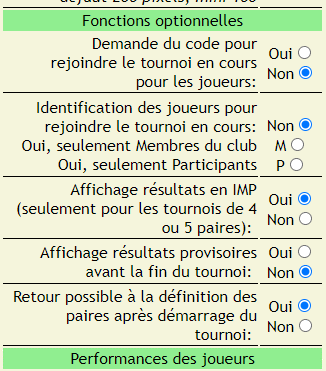 Fonctions optionnelles
Demande du code pour Oui
rejoindre le tournoi en cours Non
pour les joueurs:
Identification des joueurs pour
rejoindre le tournoi en cours: Non
Oui, seulement Membres du club M
Oui, seulement Participants P
Affichage résultats en IMP Oui
(seulement pour les tournois de 4 Non
ou 5 paires):
Affichage résultats provisoires Oui
avant la fin du tournoi: Non
Retour possible à la définition des
paires après démarrage du Oui
tournoi: Non
Performances des joueurs